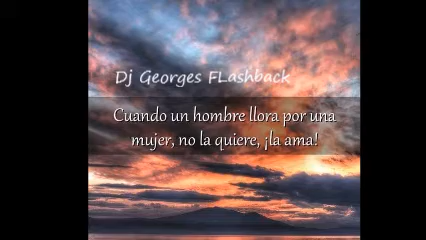 Dj Georges FLashback
Cuando un hombre llora por una
mujer, no la quiere, ¡la ama!